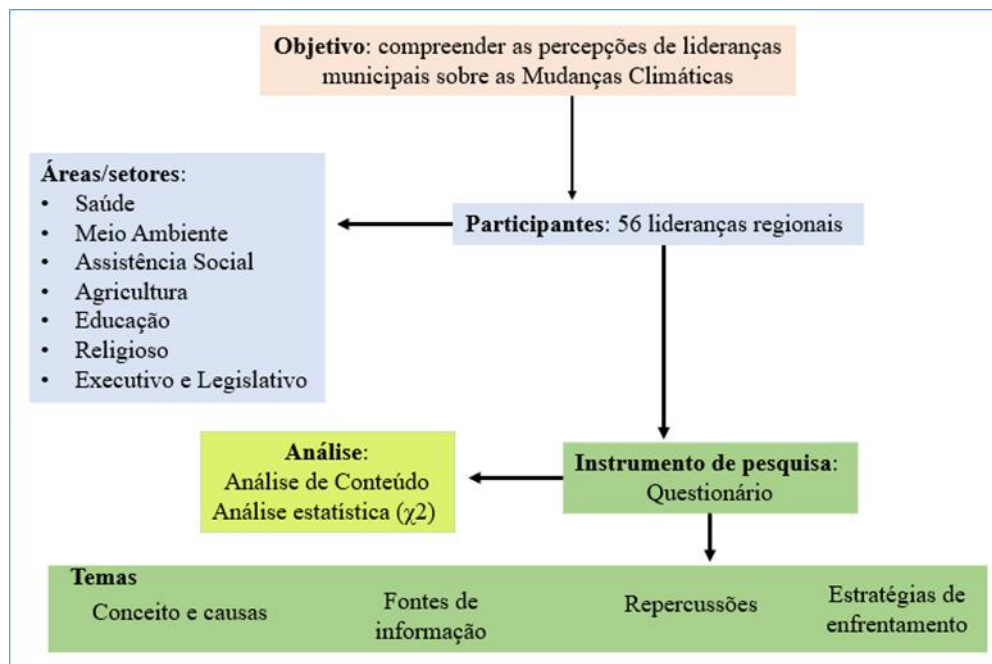 Objetivo: compreender as percepções de lideranças
municipais sobre as Mudanças Climáticas
Áreas/setores:
• Saúde
• Meio Ambiente
• Assistência Social
• Agricultura
• Educação
• Religioso
• Executivo e Legislativo
Participantes: 56 lideranças regionais
Análise:
Análise de Conteúdo
Análise estatística (χ2)
Instrumento de pesquisa:
Questionário
Temas
Conceito e causas
Fontes de
informação
Repercussões
Estratégias de
enfrentamento